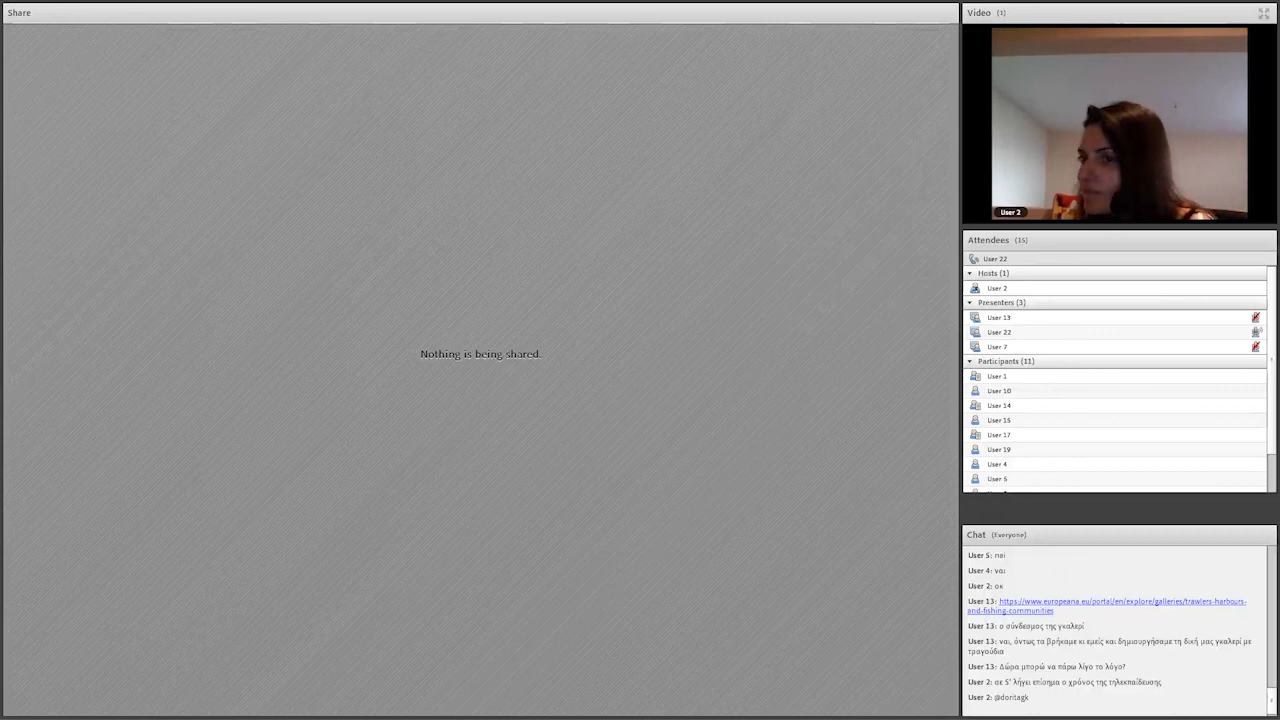 Share
Nothing is being shared.
Video (1)
User 2
Attendees (15)
User 22
Hosts (1)
User 2
Presenters (3)
User 13
User 22
User 7
Participants (11)
User 1
User 10
User 14
User 15
User 17
User 19
User 4
User 5
Chat (Everyone)
User 5: nai
User 4: ναι
User 2: οκ
User 13: https://www.europeana.eu/portal/en/explore/galleries/trawlers-harbours-
and-fishing-communities
User 13: ο σύνδεσμος της γκαλερί
User 13: ναι, όντως τα βρήκαμε κι εμείς και δημιουργήσαμε τη δική μας γκαλερί με
τραγούδια
User 13: Δώρα μπορώ να πάρω λίγο το λόγο?
User 2: σε 5' λήγει επίσημα ο χρόνος της τηλεκπαίδευσης
User 2: @doritagk